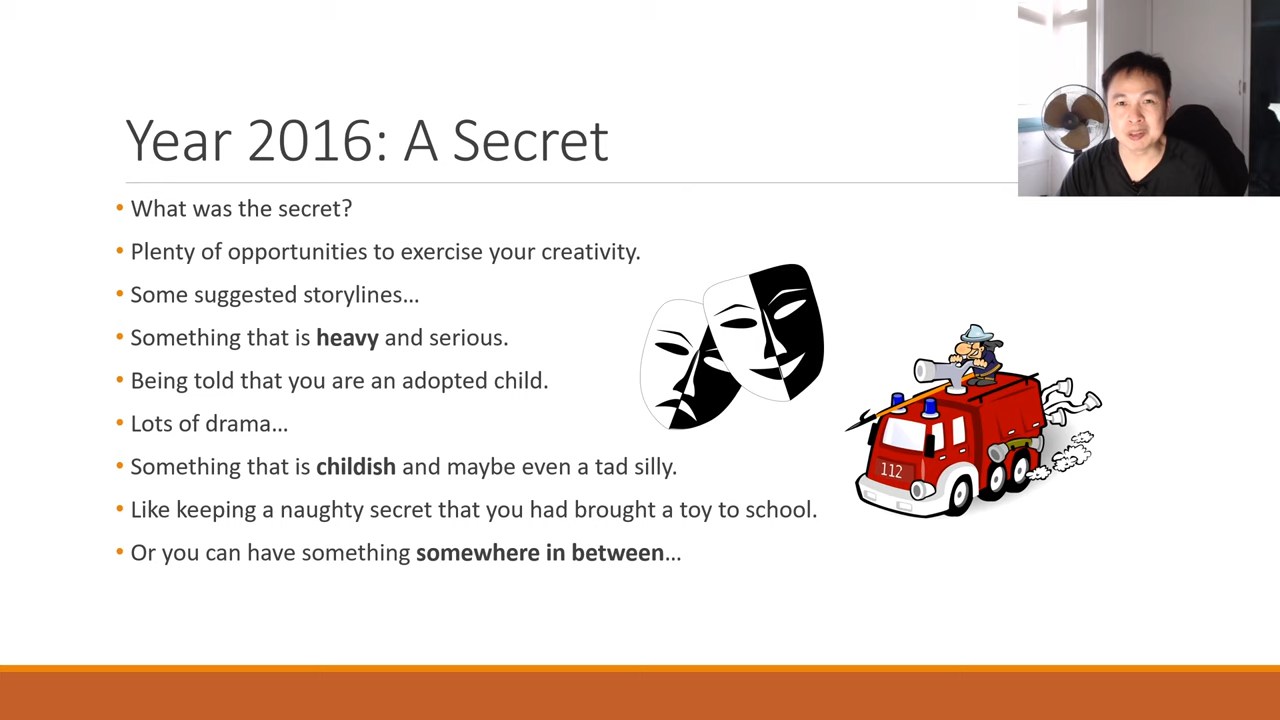 Year 2016: A Secret
• What was the secret?
• Plenty of opportunities to exercise your creativity.
• Some suggested storylines…
• Something that is heavy and serious.
• Being told that you are an adopted child.
• Lots of drama…
• Something that is childish and maybe even a tad silly.
• Like keeping a naughty secret that you had brought a toy to school.
• Or you can have something somewhere in between…
112